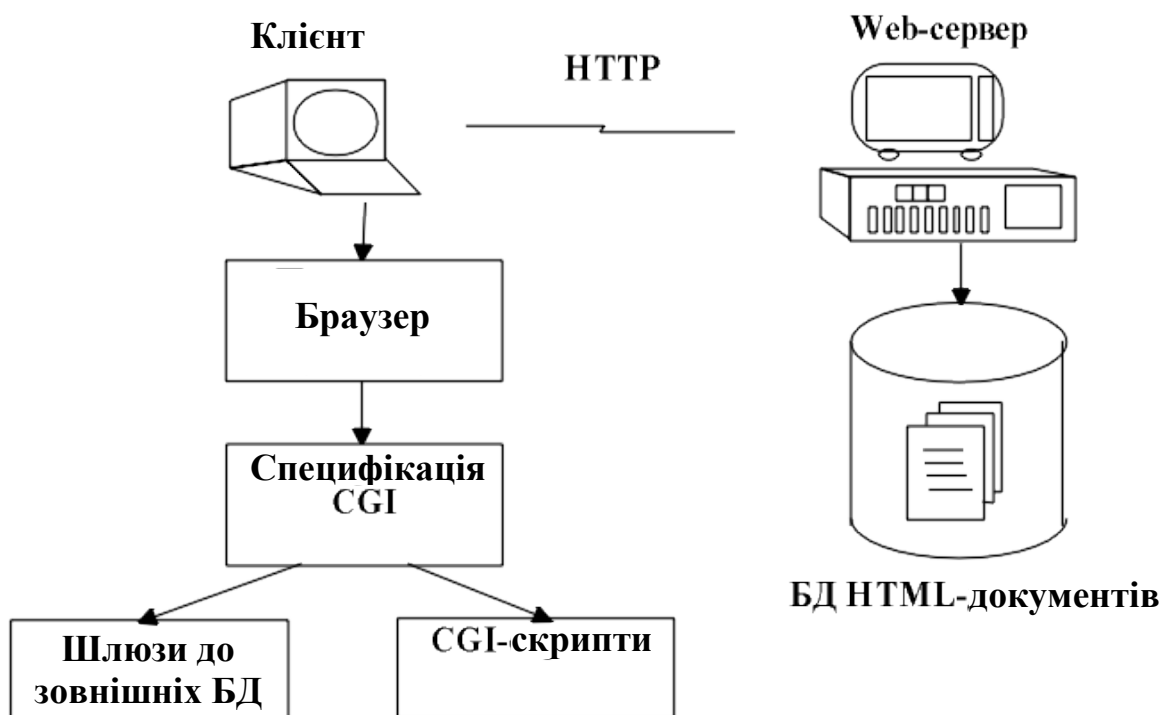 Клієнт
HTTP
Web-сервер
Браузер
Специфікація
CGI
БД HTML-документів
Шлюзи до
зовнішніх БД
CGI-скрипти